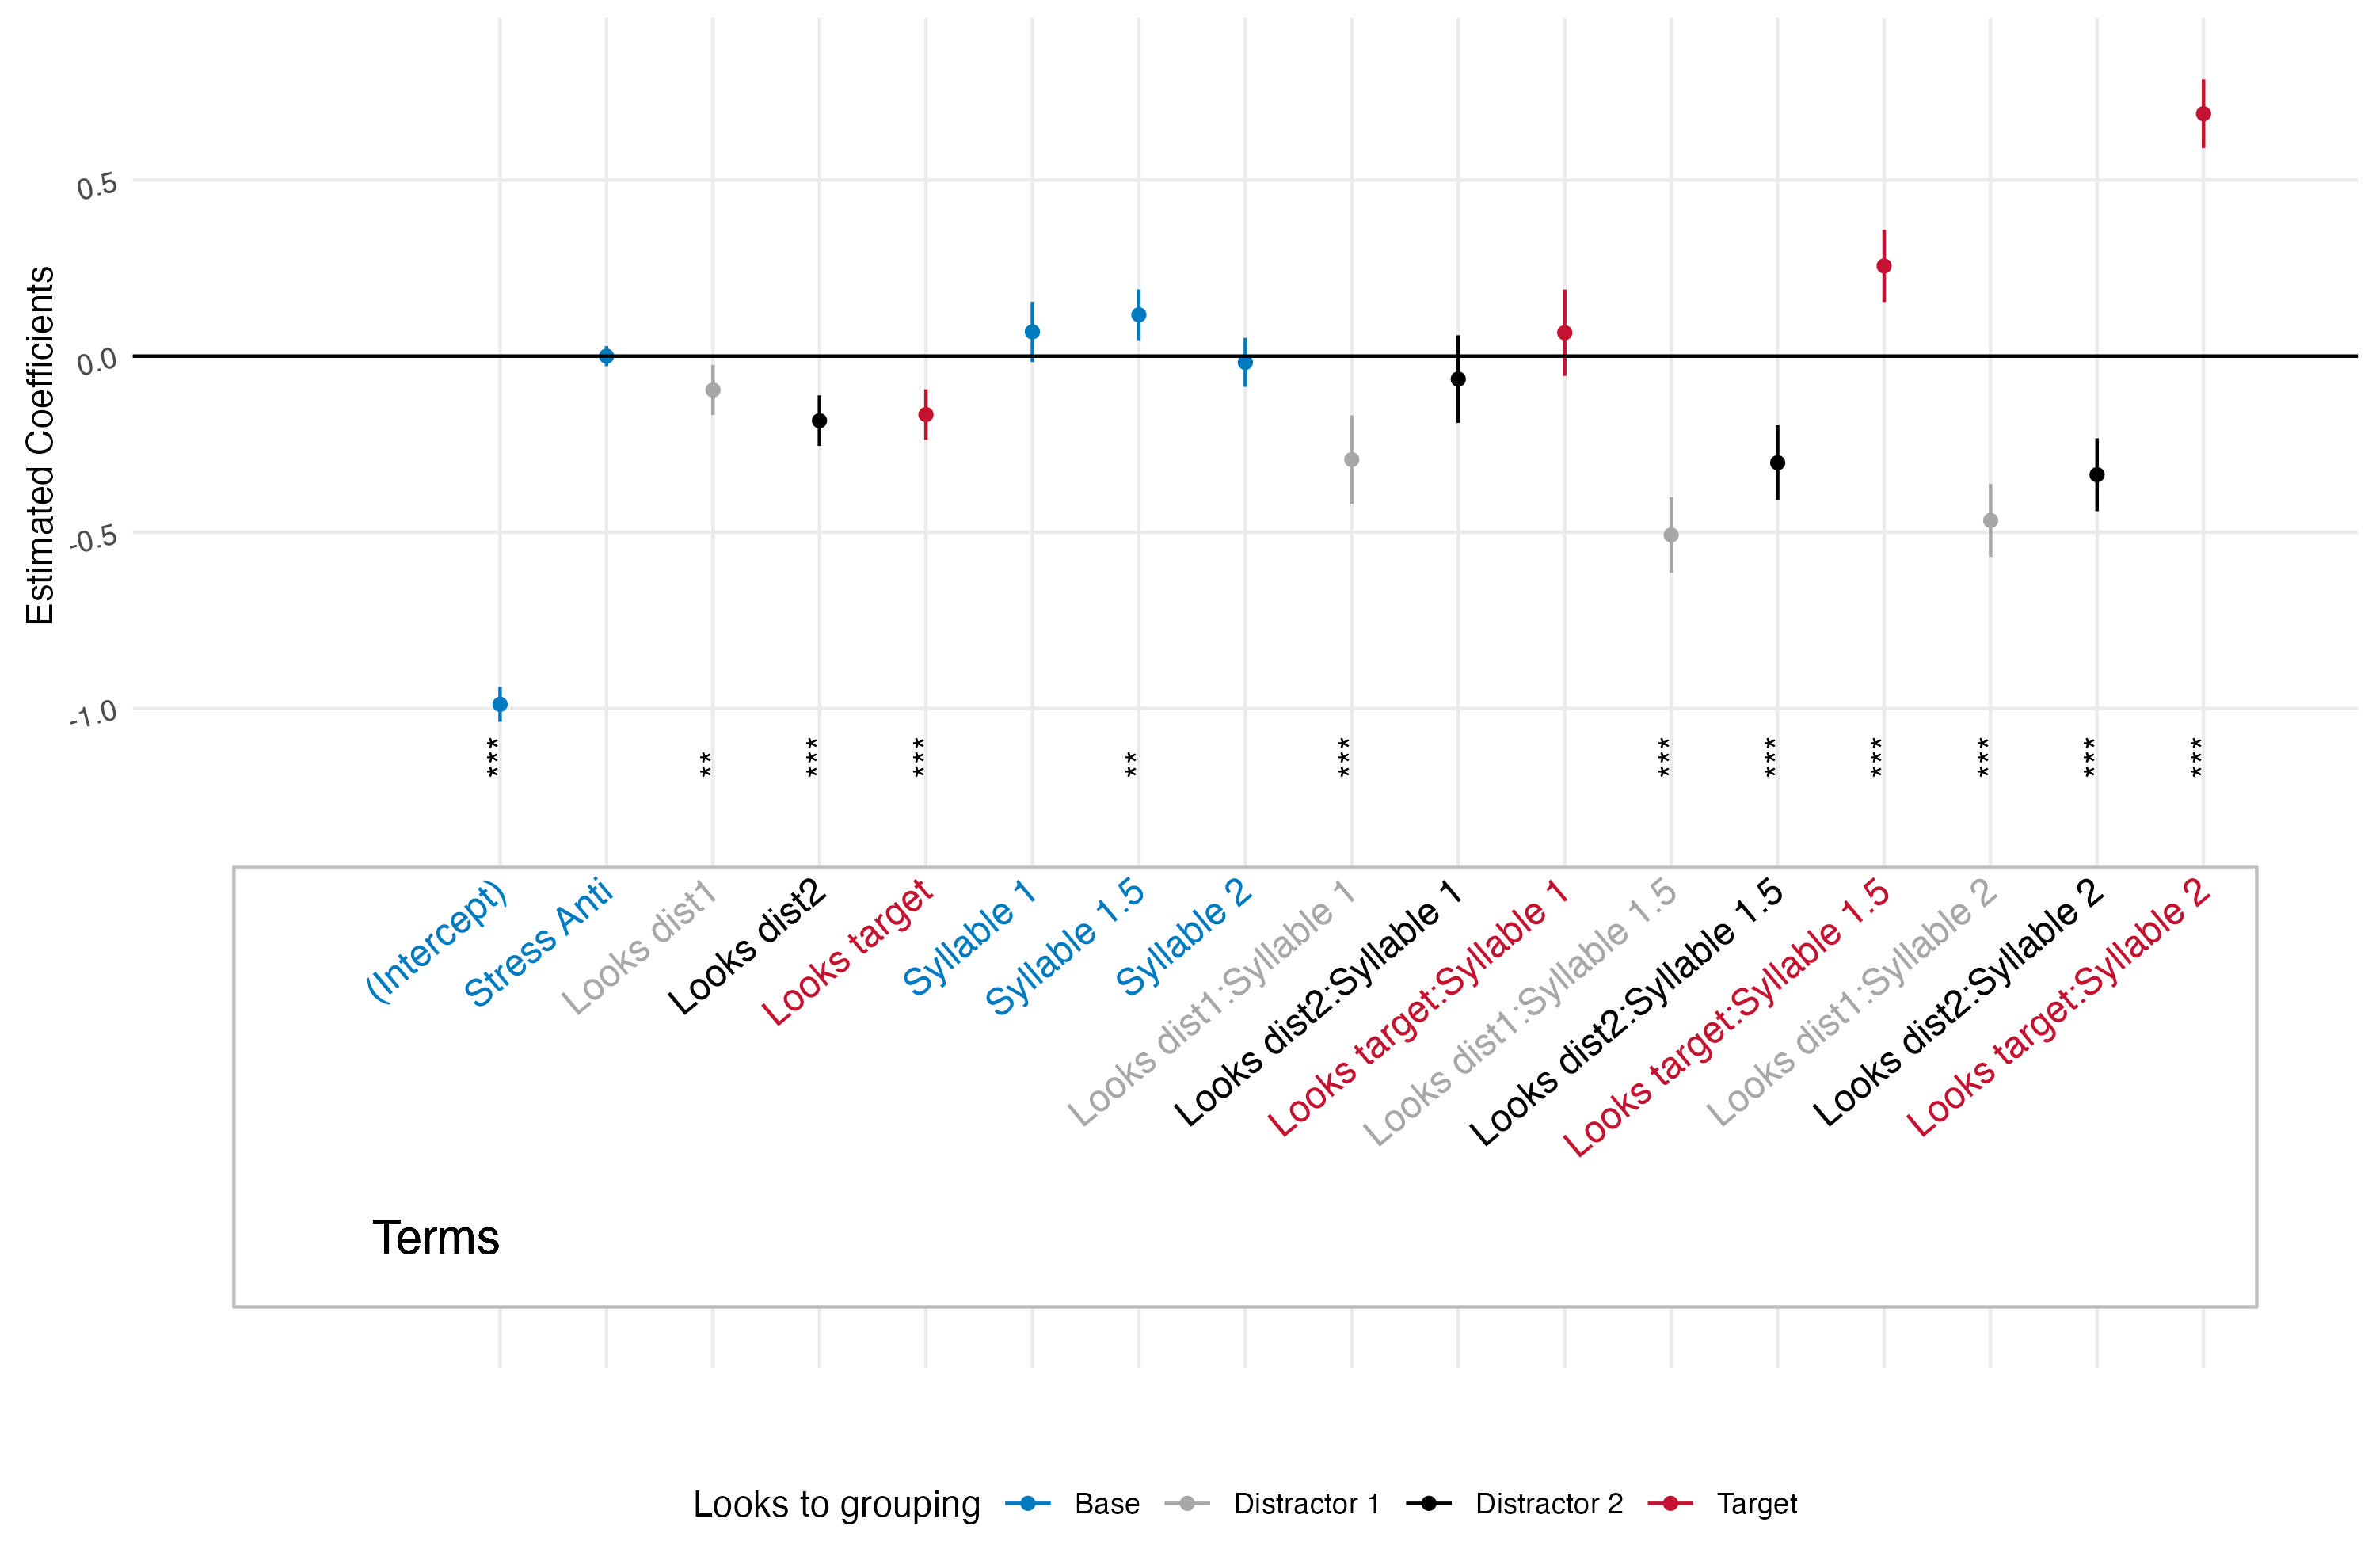 Estimated Coefficients
0.5
0.0
-0.5
-1.0
*** ** *** *** ** *** *** *** *** *** *** ***
(Intercept)
Stress Anti
Looks dist1
Looks dist2
Looks target
Syllable 1
Syllable 1.5
Syllable 2
Looks dist1:Syllable 1
Looks dist2:Syllable 1
Looks target:Syllable 1
Looks dist1:Syllable 1.5
Looks dist2:Syllable 1.5
Looks target:Syllable 1.5
Looks dist1:Syllable 2
Looks dist2:Syllable 2
Looks target:Syllable 2
Terms
Looks to grouping Base Distractor 1 Distractor 2 Target